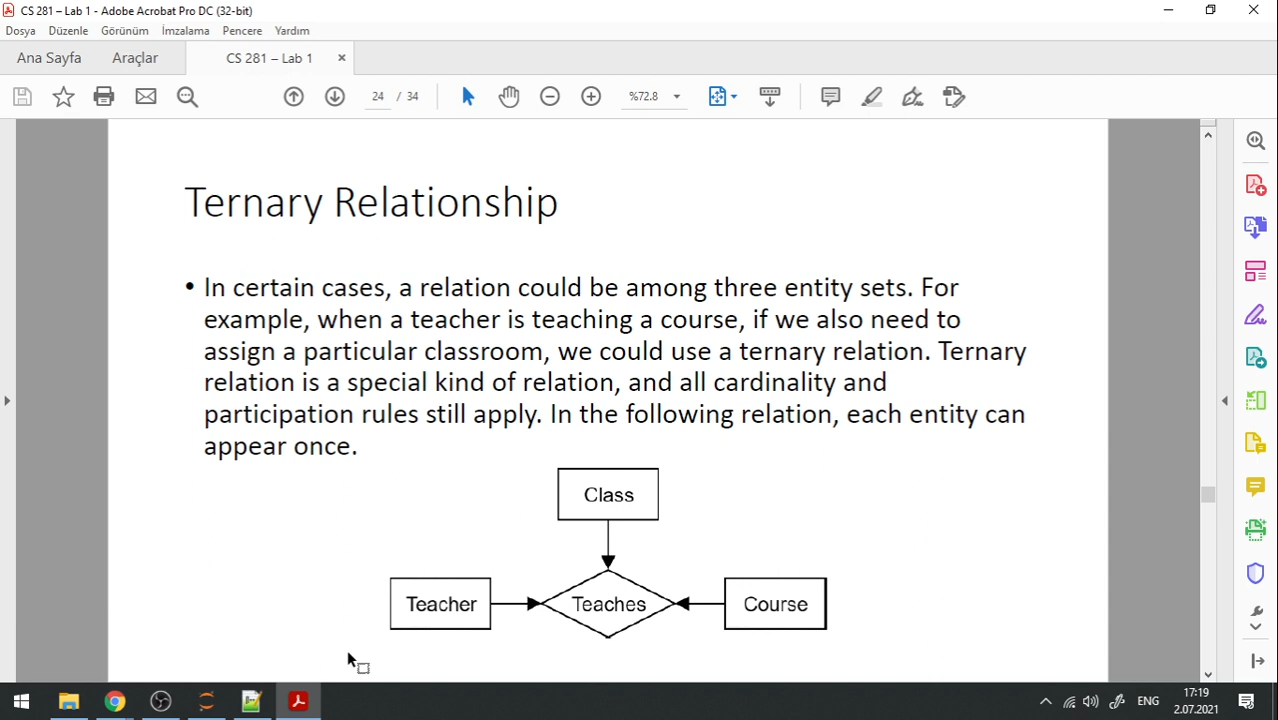 CS 281 – Lab 1 - Adobe Acrobat Pro DC (32-bit)
Dosya Düzenle Görünüm İmzalama Pencere Yardım
Ana Sayfa Araçlar CS 281 – Lab 1 ×
24 / 34 %72.8
Ternary Relationship
• In certain cases, a relation could be among three entity sets. For
example, when a teacher is teaching a course, if we also need to
assign a particular classroom, we could use a ternary relation. Ternary
relation is a special kind of relation, and all cardinality and
participation rules still apply. In the following relation, each entity can
appear once.
Class
Teacher Teaches Course
ENG 17:19
2.07.2021